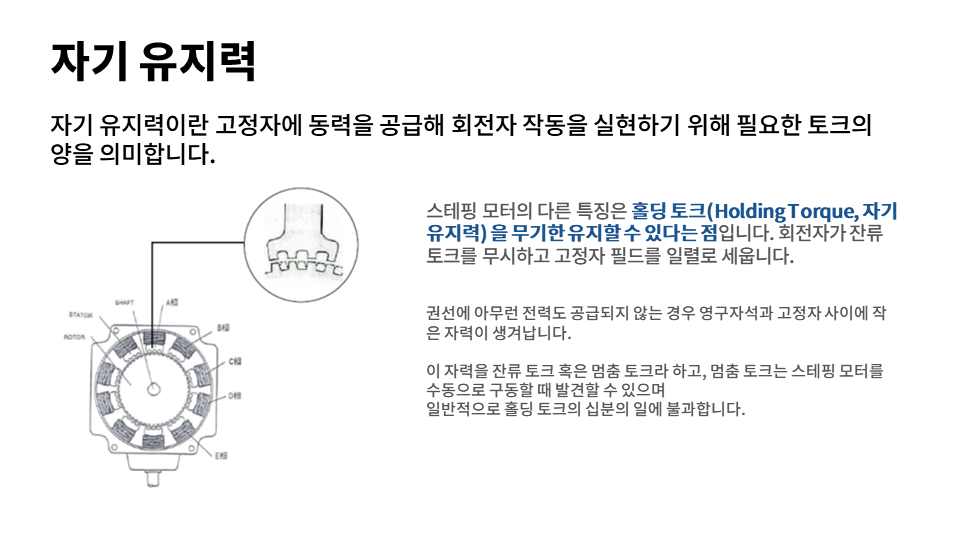 자기 유지력
자기 유지력이란 고정자에 동력을 공급해 회전자 작동을 실현하기 위해 필요한 토크의
양을 의미합니다.
스테핑 모터의 다른 특징은 홀딩 토크(Holding Torque, 자기
유지력) 을 무기한 유지할 수 있다는 점입니다. 회전자가 잔류
토크를 무시하고 고정자 필드를 일렬로 세웁니다.
권선에 아무런 전력도 공급되지 않는 경우 영구자석과 고정자 사이에 작
은 자력이 생겨납니다.
이 자력을 잔류 토크 혹은 멈춤 토크라 하고, 멈춤 토크는 스테핑 모터를
수동으로 구동할 때 발견할 수 있으며
일반적으로 홀딩 토크의 십분의 일에 불과합니다.
SHAFT
A相
STATOR
B相
ROTOR
C相
D相
E相